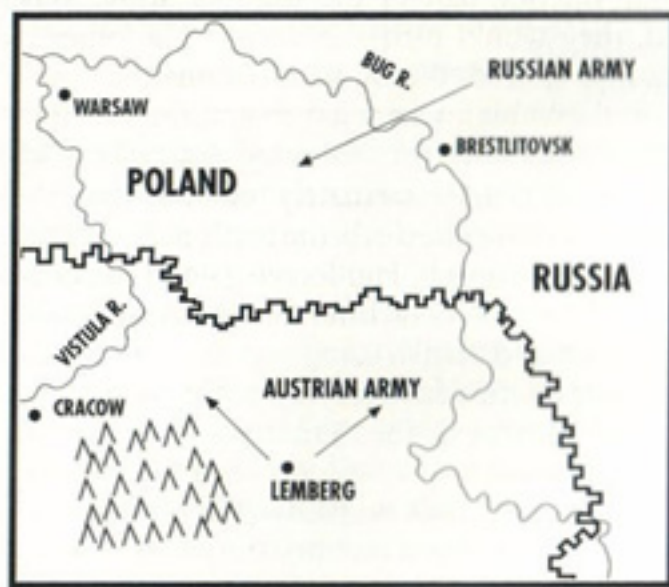 BUG R.
RUSSIAN ARMY
WARSAW
BRESTLITOVSK
POLAND
RUSSIA
VISTULA R.
AUSTRIAN ARMY
CRACOW
LEMBERG